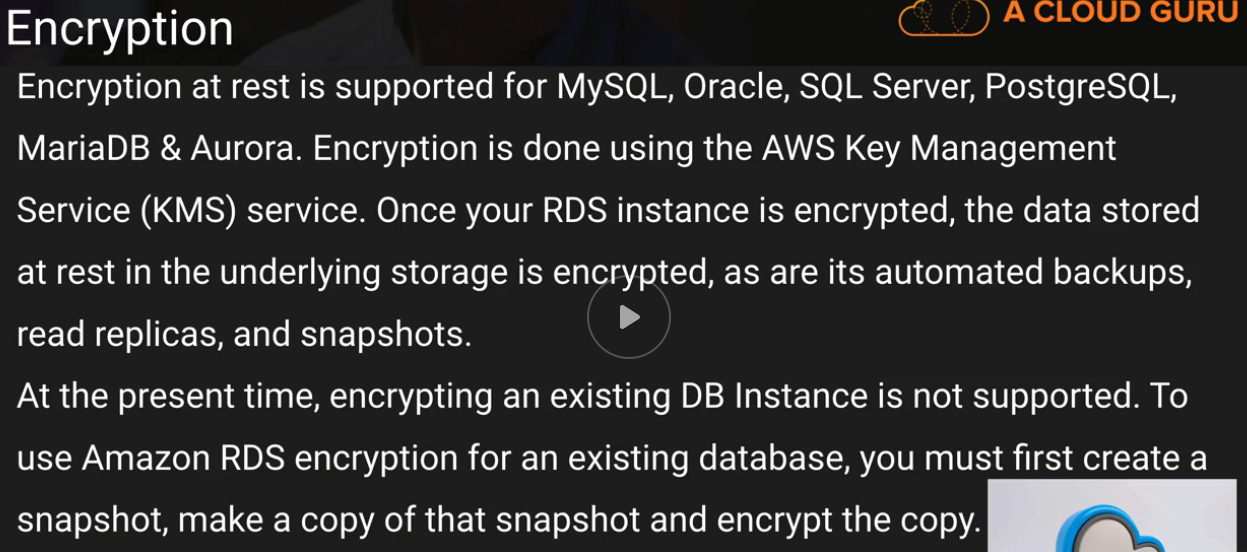 Encryption
A CLOUD GURU
Encryption at rest is supported for MySQL, Oracle, SQL Server, PostgreSQL,
MariaDB & Aurora. Encryption is done using the AWS Key Management
Service (KMS) service. Once your RDS instance is encrypted, the data stored
at rest in the underlying storage is encrypted, as are its automated backups,
read replicas, and snapshots.
At the present time, encrypting an existing DB Instance is not supported. To
use Amazon RDS encryption for an existing database, you must first create a
snapshot, make a copy of that snapshot and encrypt the copy.